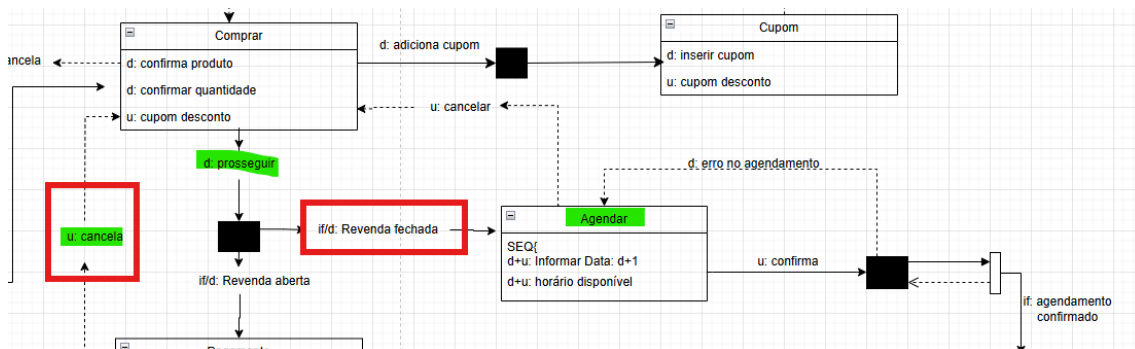 Comprar
Cupom
d: adiciona cupom
d: inserir cupom
d: confirma produto
u: cupom desconto
d: confirmar quantidade
u: cancelar
u: cupom desconto
d: prosseguir
d: erro no agendamento
Agendar
if/d: Revenda fechada
u: cancela
SEQ{
d+u: Informar Data: d+1
u: confirma
d+u: horário disponível
if/d: Revenda aberta
if: agendamento
confirmado